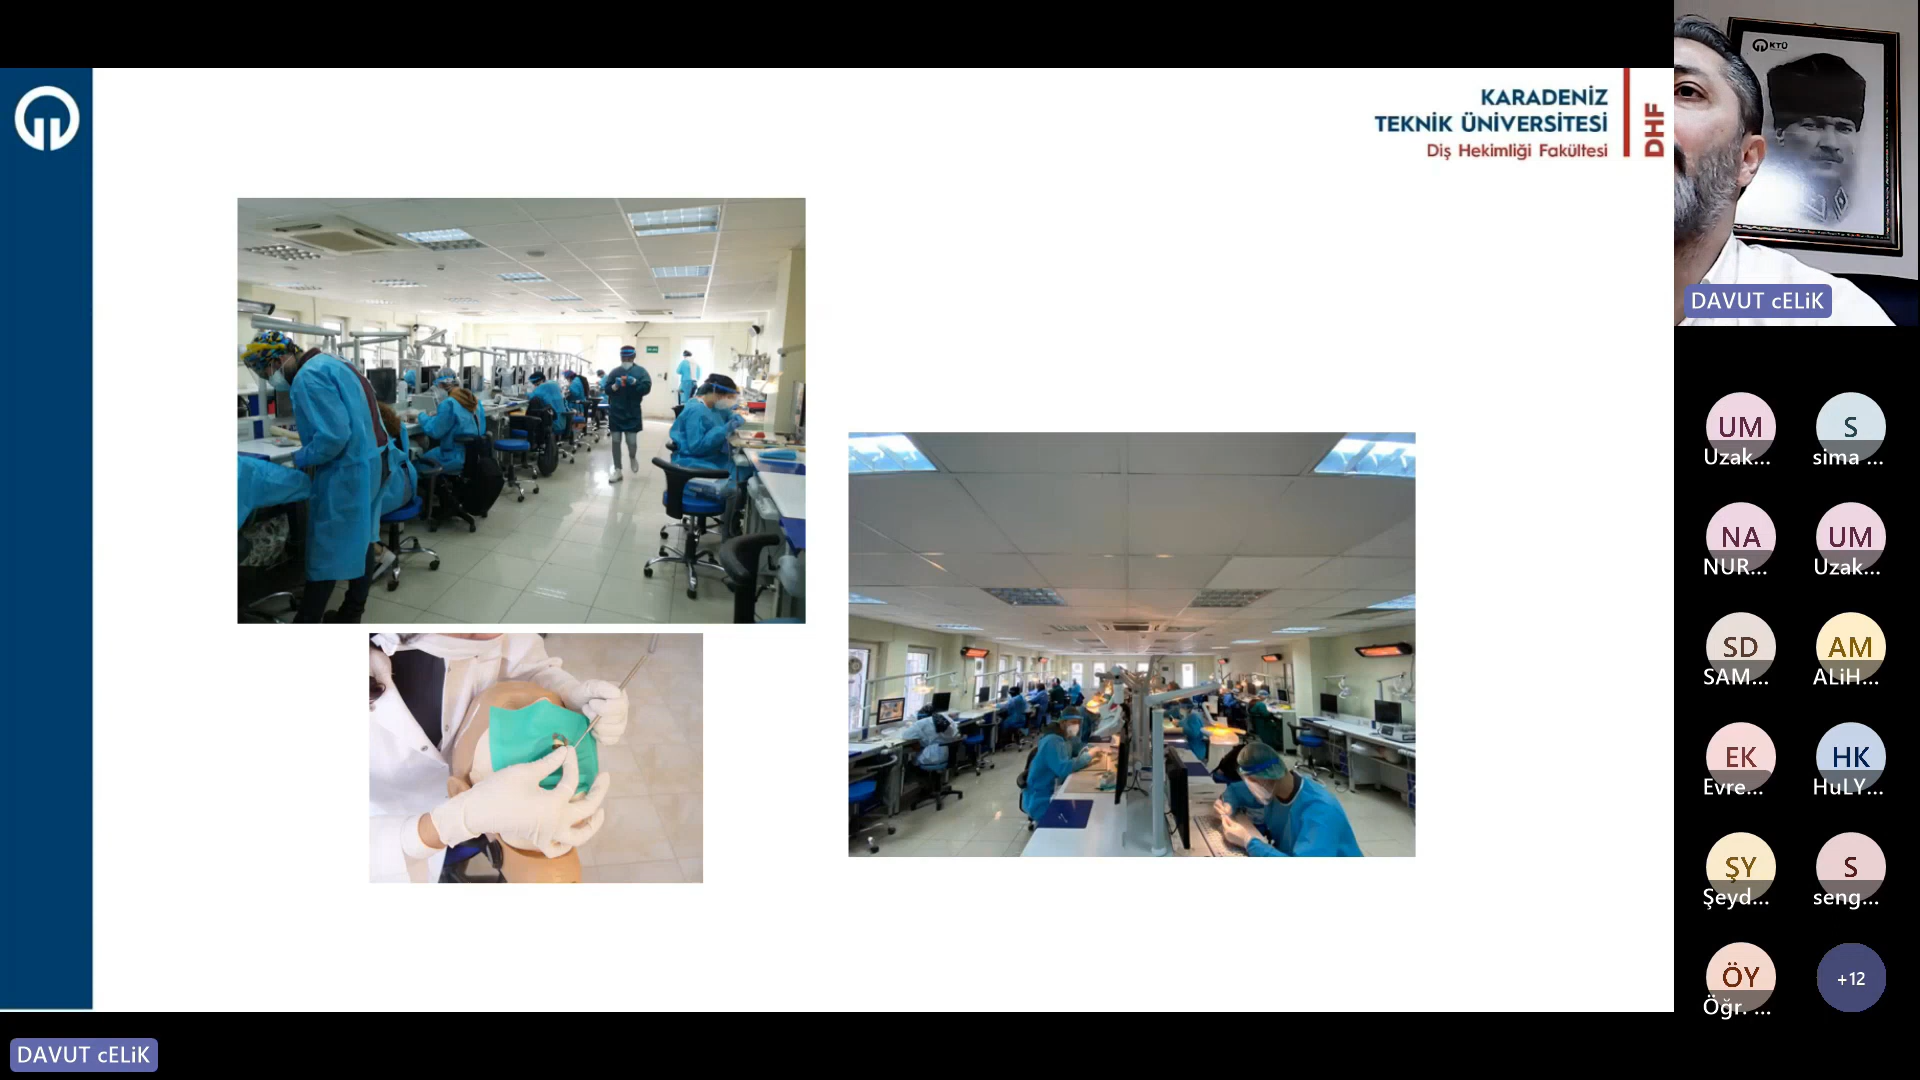 KARADENİZ
TEKNİK ÜNİVERSİTESİ
Diş Hekimliği Fakültesi
DHF
KTÜ
DAVUT cELiK
UM
Uzak...
S
sima ...
NA
NUR...
UM
Uzak...
SD
SAM...
AM
ALiH...
EK
Evre...
HK
HuLY...
ŞY
Şeyd...
S
seng...
ÖY
Öğr. ...
+12
DAVUT cELiK